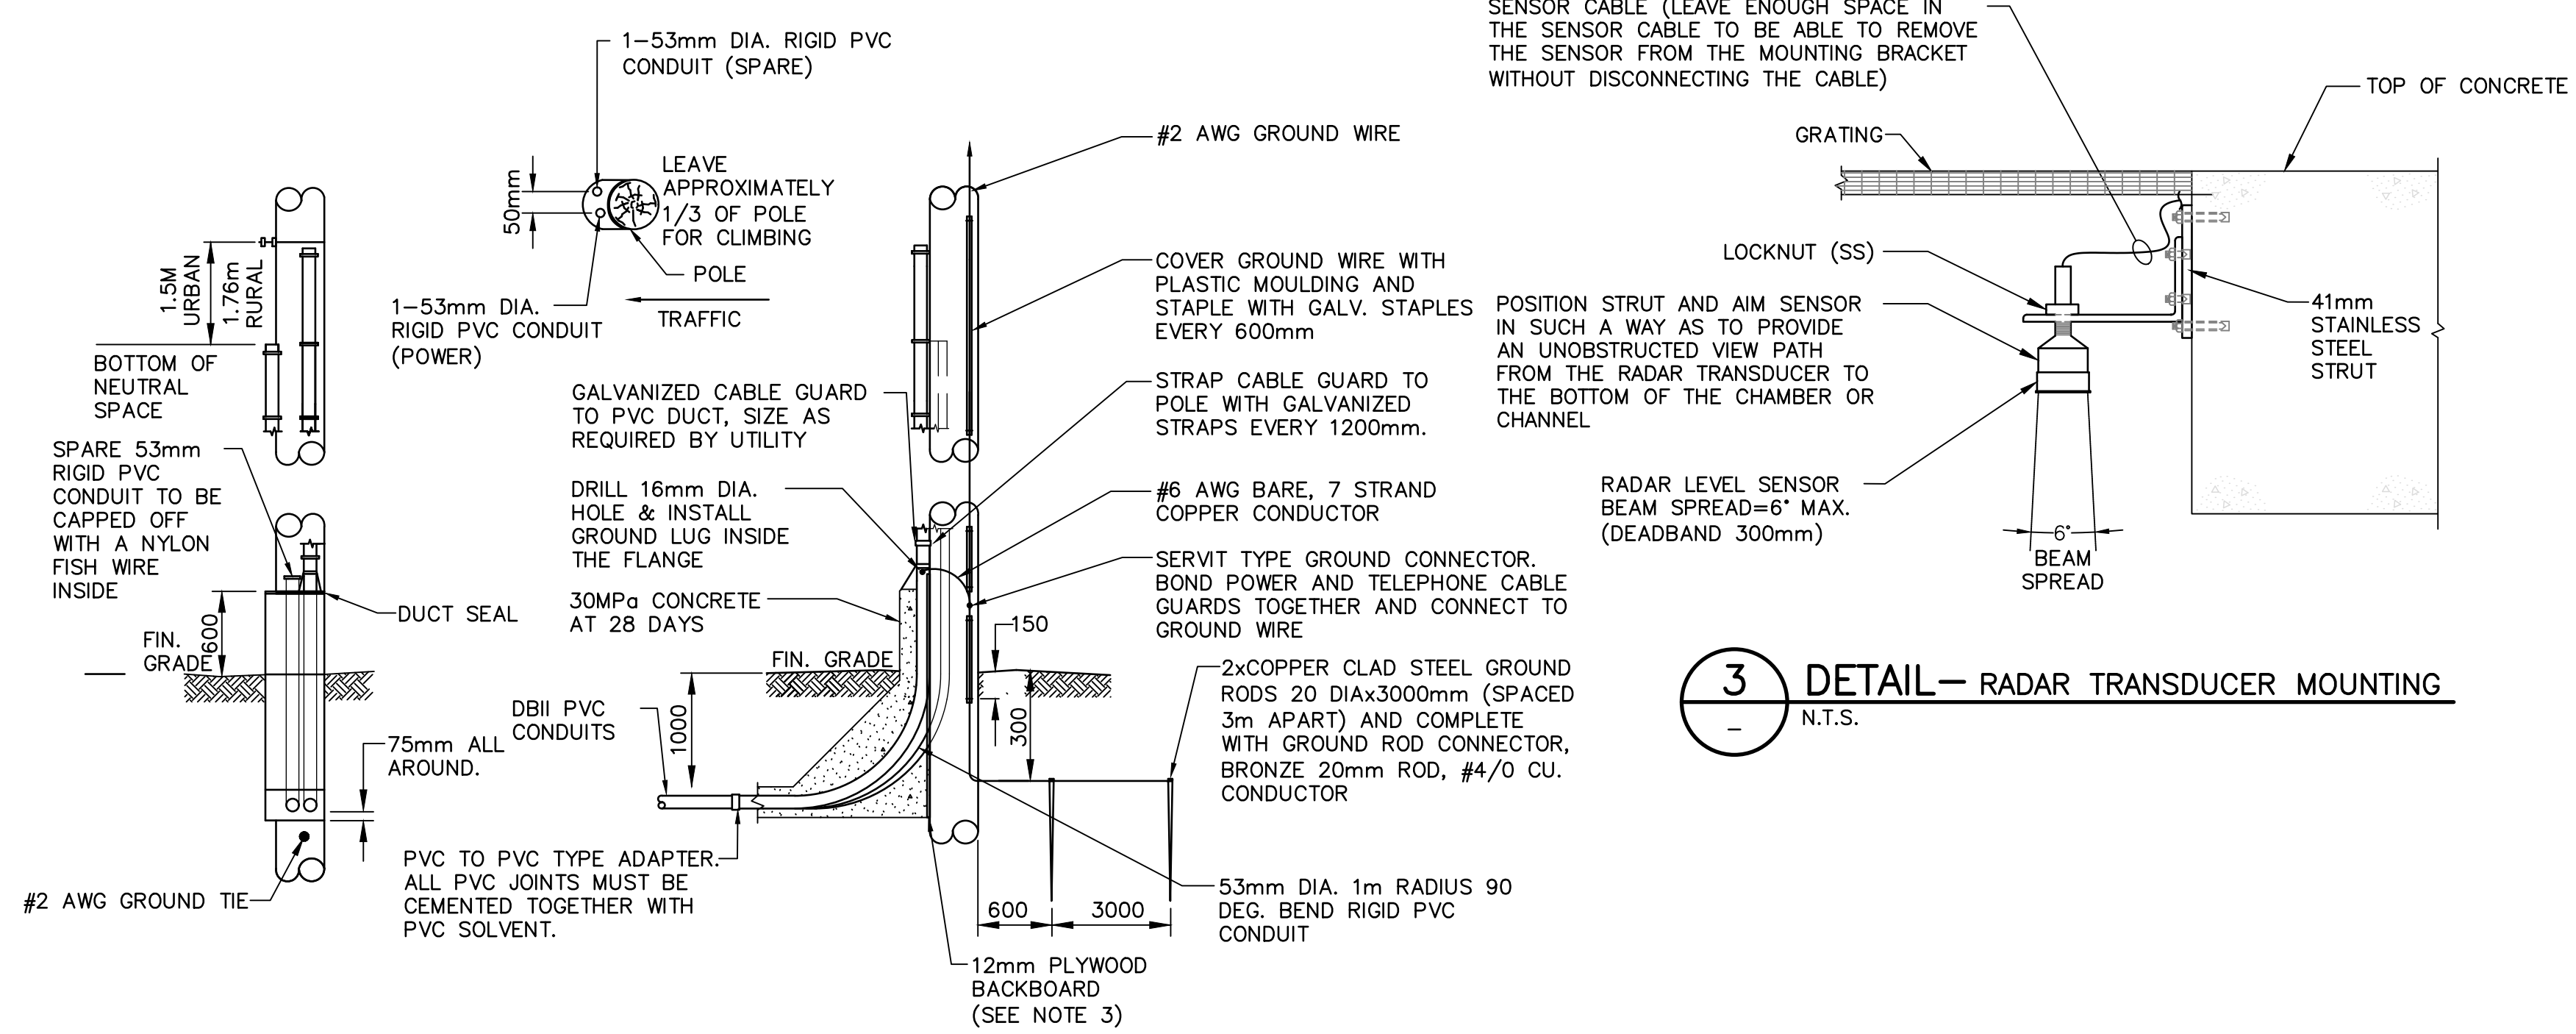 1-53mm DIA. RIGID PVC
CONDUIT (SPARE)
50mm
LEAVE
APPROXIMATELY
1/3 OF POLE
FOR CLIMBING
POLE
1-53mm DIA.
RIGID PVC CONDUIT
(POWER)
TRAFFIC
1.5M
URBAN
1.76m
RURAL
BOTTOM OF
NEUTRAL
SPACE
SPARE 53mm
RIGID PVC
CONDUIT TO BE
CAPPED OFF
WITH A NYLON
FISH WIRE
INSIDE
DUCT SEAL
600
FIN.
GRADE
75mm ALL
AROUND.
#2 AWG GROUND TIE
GALVANIZED CABLE GUARD
TO PVC DUCT, SIZE AS
REQUIRED BY UTILITY
DRILL 16mm DIA.
HOLE & INSTALL
GROUND LUG INSIDE
THE FLANGE
30MPa CONCRETE
AT 28 DAYS
FIN. GRADE
1000
DBII PVC
CONDUITS
PVC TO PVC TYPE ADAPTER.
ALL PVC JOINTS MUST BE
CEMENTED TOGETHER WITH
PVC SOLVENT.
#2 AWG GROUND WIRE
COVER GROUND WIRE WITH
PLASTIC MOULDING AND
STAPLE WITH GALV. STAPLES
EVERY 600mm
STRAP CABLE GUARD TO
POLE WITH GALVANIZED
STRAPS EVERY 1200mm.
#6 AWG BARE, 7 STRAND
COPPER CONDUCTOR
SERVIT TYPE GROUND CONNECTOR.
BOND POWER AND TELEPHONE CABLE
GUARDS TOGETHER AND CONNECT TO
GROUND WIRE
150
300
2xCOPPER CLAD STEEL GROUND
RODS 20 DIAx3000mm (SPACED
3m APART) AND COMPLETE
WITH GROUND ROD CONNECTOR,
BRONZE 20mm ROD, #4/0 CU.
CONDUCTOR
600
3000
53mm DIA. 1m RADIUS 90
DEG. BEND RIGID PVC
CONDUIT
12mm PLYWOOD
BACKBOARD
(SEE NOTE 3)
SENSOR CABLE (LEAVE ENOUGH SPACE IN
THE SENSOR CABLE TO BE ABLE TO REMOVE
THE SENSOR FROM THE MOUNTING BRACKET
WITHOUT DISCONNECTING THE CABLE)
TOP OF CONCRETE
GRATING
LOCKNUT (SS)
POSITION STRUT AND AIM SENSOR
IN SUCH A WAY AS TO PROVIDE
AN UNOBSTRUCTED VIEW PATH
FROM THE RADAR TRANSDUCER TO
THE BOTTOM OF THE CHAMBER OR
CHANNEL
41mm
STAINLESS
STEEL
STRUT
RADAR LEVEL SENSOR
BEAM SPREAD=6° MAX.
(DEADBAND 300mm)
6°
BEAM
SPREAD
3
-
DETAIL- RADAR TRANSDUCER MOUNTING
N.T.S.